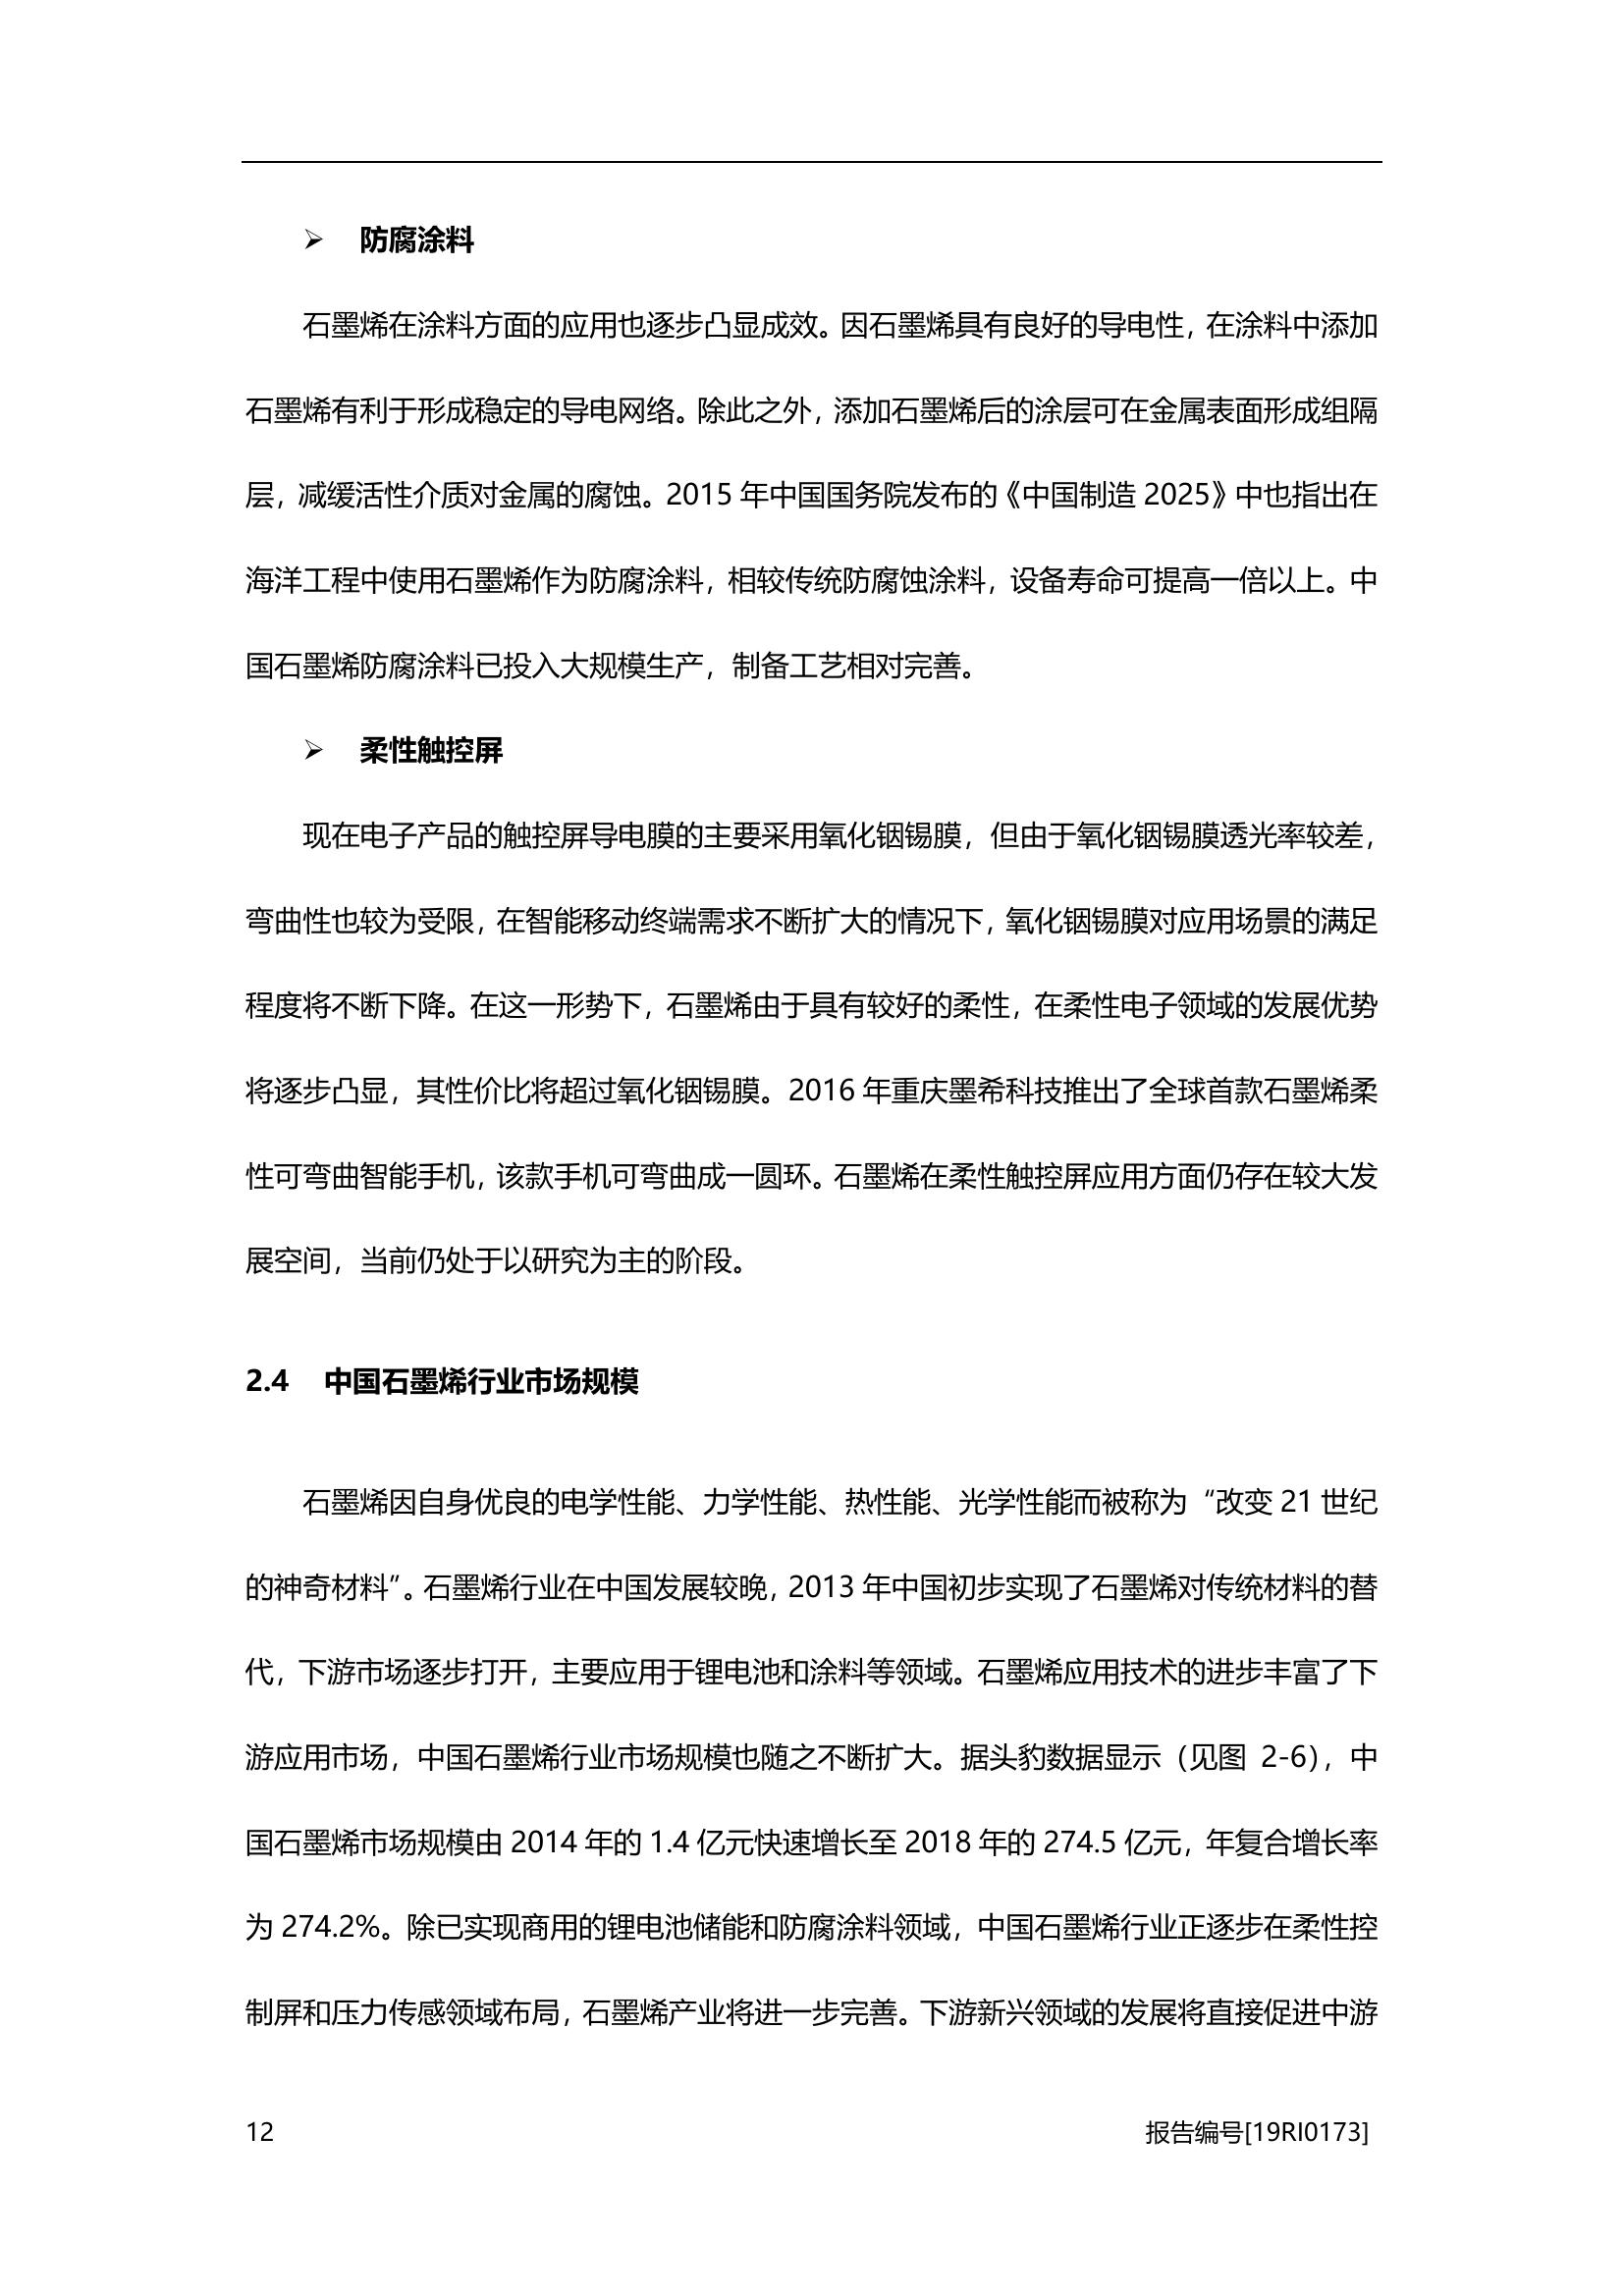 ➢ 防腐涂料
石墨烯在涂料方面的应用也逐步凸显成效。因石墨烯具有良好的导电性，在涂料中添加
石墨烯有利于形成稳定的导电网络。除此之外，添加石墨烯后的涂层可在金属表面形成组隔
层，减缓活性介质对金属的腐蚀。2015 年中国国务院发布的《中国制造 2025》中也指出在
海洋工程中使用石墨烯作为防腐涂料，相较传统防腐蚀涂料，设备寿命可提高一倍以上。中
国石墨烯防腐涂料已投入大规模生产，制备工艺相对完善。
➢ 柔性触控屏
现在电子产品的触控屏导电膜的主要采用氧化铟锡膜，但由于氧化铟锡膜透光率较差，
弯曲性也较为受限，在智能移动终端需求不断扩大的情况下，氧化铟锡膜对应用场景的满足
程度将不断下降。在这一形势下，石墨烯由于具有较好的柔性，在柔性电子领域的发展优势
将逐步凸显，其性价比将超过氧化铟锡膜。2016 年重庆墨希科技推出了全球首款石墨烯柔
性可弯曲智能手机，该款手机可弯曲成一圆环。石墨烯在柔性触控屏应用方面仍存在较大发
展空间，当前仍处于以研究为主的阶段。
2.4 中国石墨烯行业市场规模
石墨烯因自身优良的电学性能、力学性能、热性能、光学性能而被称为“改变 21 世纪
的神奇材料”。石墨烯行业在中国发展较晚，2013 年中国初步实现了石墨烯对传统材料的替
代，下游市场逐步打开，主要应用于锂电池和涂料等领域。石墨烯应用技术的进步丰富了下
游应用市场，中国石墨烯行业市场规模也随之不断扩大。据头豹数据显示（见图 2-6），中
国石墨烯市场规模由 2014 年的 1.4 亿元快速增长至 2018 年的 274.5 亿元，年复合增长率
为 274.2%。除已实现商用的锂电池储能和防腐涂料领域，中国石墨烯行业正逐步在柔性控
制屏和压力传感领域布局，石墨烯产业将进一步完善。下游新兴领域的发展将直接促进中游
12 报告编号[19RI0173]